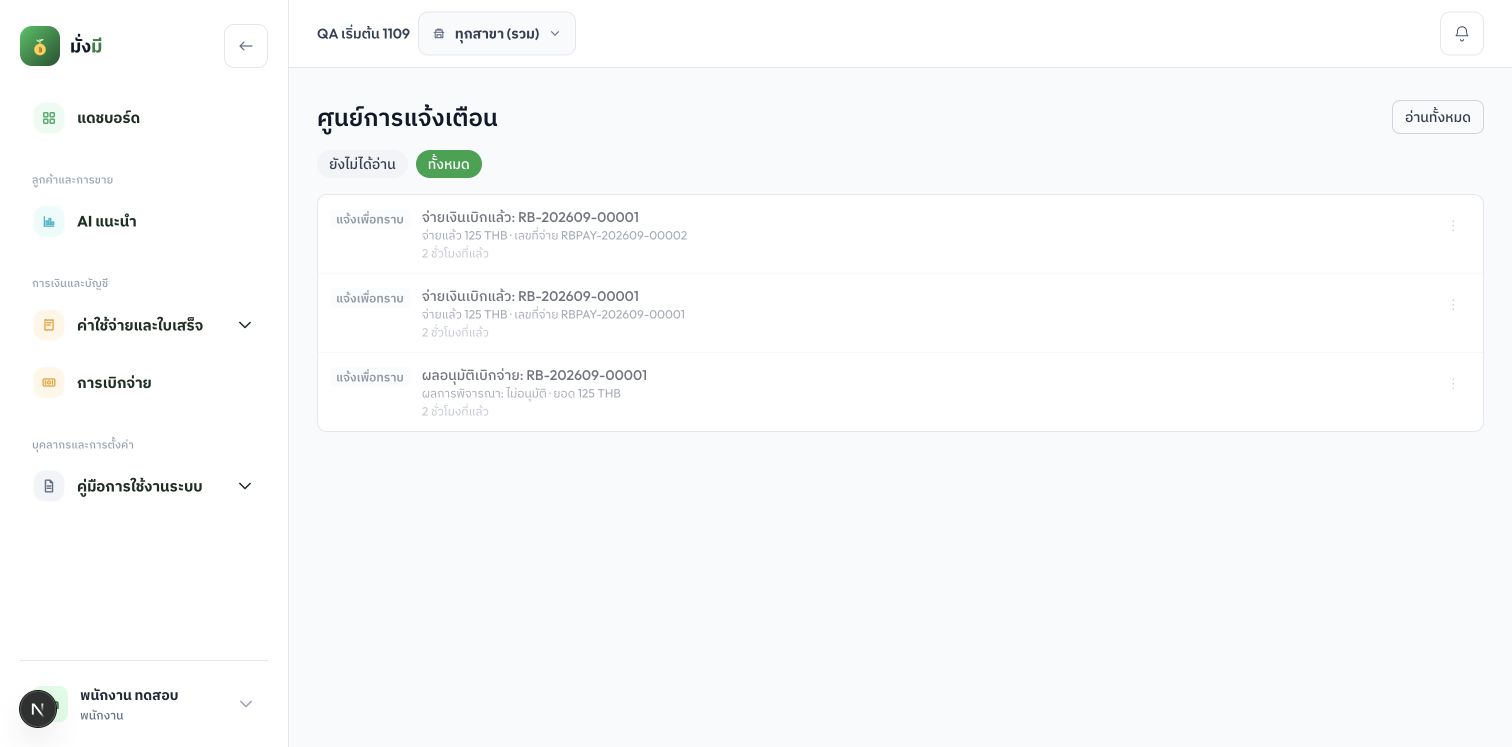 มั่งมี
แดชบอร์ด
ลูกค้าและการขาย
AI แนะนำ
การเงินและบัญชี
ค่าใช้จ่ายและใบเสร็จ
การเบิกจ่าย
บุคลากรและการตั้งค่า
คู่มือการใช้งานระบบ
N
พนักงาน ทดสอบ
พนักงาน
QA เริ่มต้น 1109
ทุกสาขา (รวม)
ศูนย์การแจ้งเตือน
อ่านทั้งหมด
ยังไม่ได้อ่าน
ทั้งหมด
แจ้งเพื่อทราบ
จ่ายเงินเบิกแล้ว: RB-202609-00001
จ่ายแล้ว 125 THB · เลขที่จ่าย RBPAY-202609-00002
2 ชั่วโมงที่แล้ว
แจ้งเพื่อทราบ
จ่ายเงินเบิกแล้ว: RB-202609-00001
จ่ายแล้ว 125 THB · เลขที่จ่าย RBPAY-202609-00001
2 ชั่วโมงที่แล้ว
แจ้งเพื่อทราบ
ผลอนุมัติเบิกจ่าย: RB-202609-00001
ผลการพิจารณา: ไม่อนุมัติ · ยอด 125 THB
2 ชั่วโมงที่แล้ว